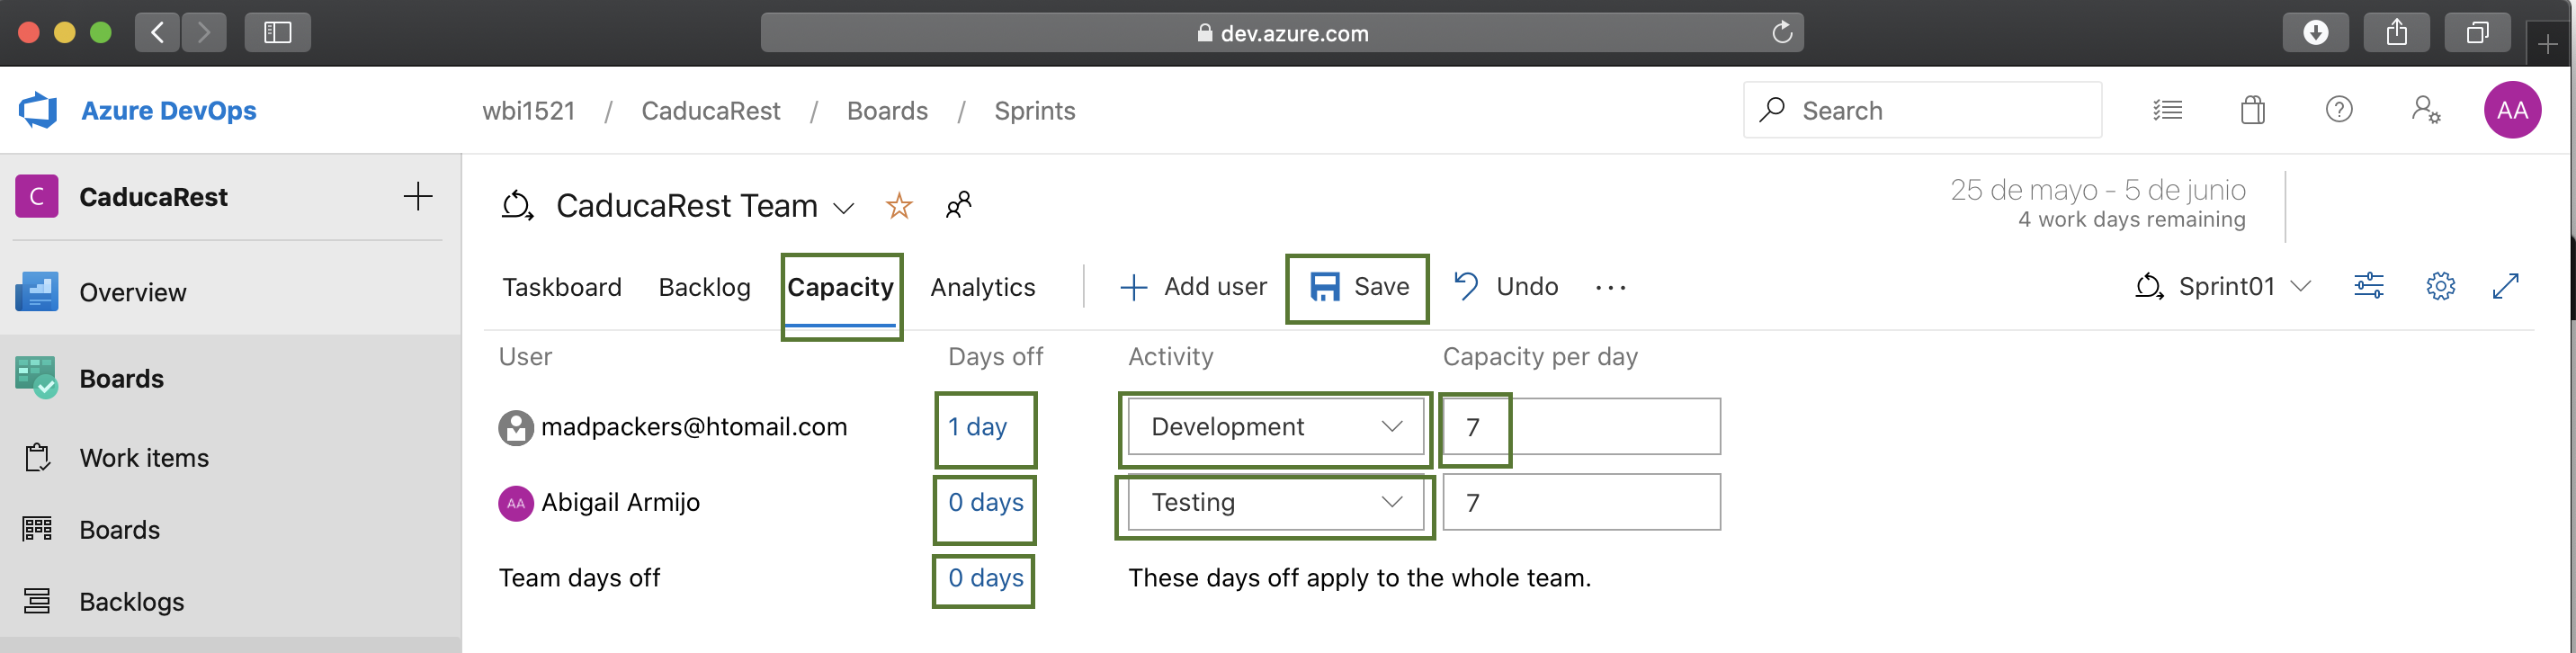 dev.azure.com
Azure DevOps
wbi1521 / CaducaRest / Boards / Sprints
Search
AA
C CaducaRest
CaducaRest Team
25 de mayo - 5 de junio
4 work days remaining
Overview
Taskboard Backlog Capacity Analytics Add user Save Undo ... Sprint01
User Days off Activity Capacity per day
Boards
madpackers@htomail.com 1 day Development 7
Work items
AA Abigail Armijo 0 days Testing 7
Boards
Team days off 0 days These days off apply to the whole team.
Backlogs